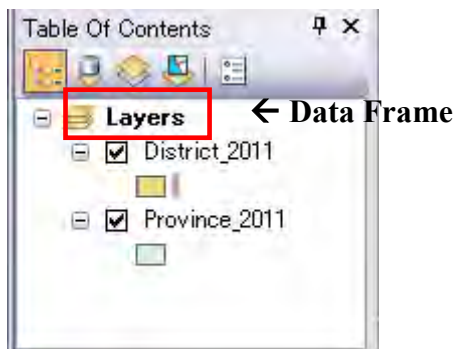 Table Of Contents
Layers ← Data Frame
District_2011
Province_2011